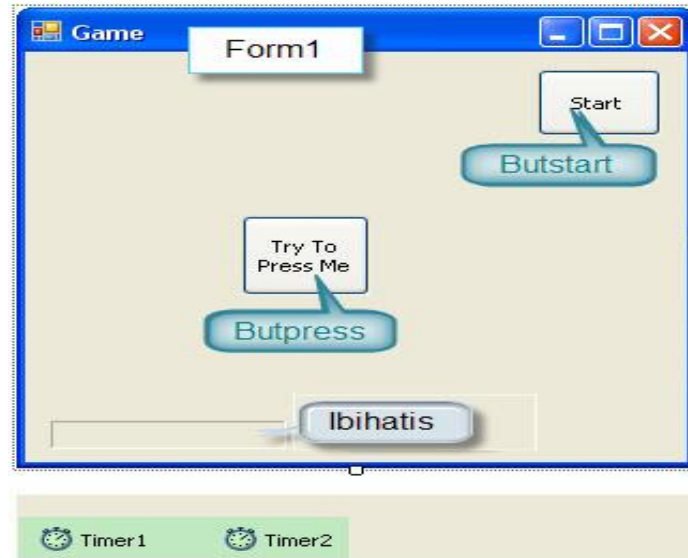 Game
Form1
Start
Butstart
Try To
Press Me
Butpress
Ibihatis
Timer1
Timer2